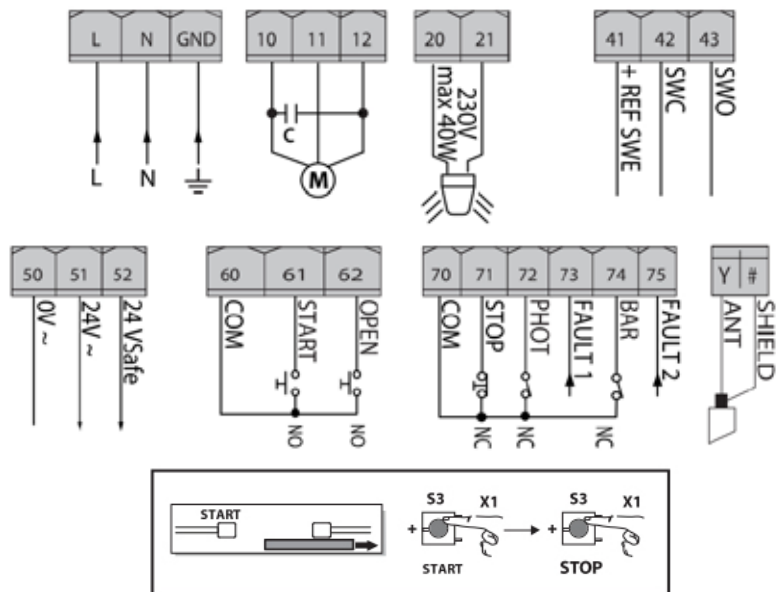 L N GND
10 11 12
20 21
41 42 43
C
M
L N
230V
max 40W
+ REF SWE
SWC
SWO
50 51 52
60 61 62
70 71 72 73 74 75
Y #
0V ~
24V ~
24 VSafe
COM
START
OPEN
NO
NO
COM
STOP
PHOT
FAULT 1
BAR
FAULT 2
NC
NC
NC
ANT
SHIELD
START
S3 X1
+
START
S3 X1
+
STOP